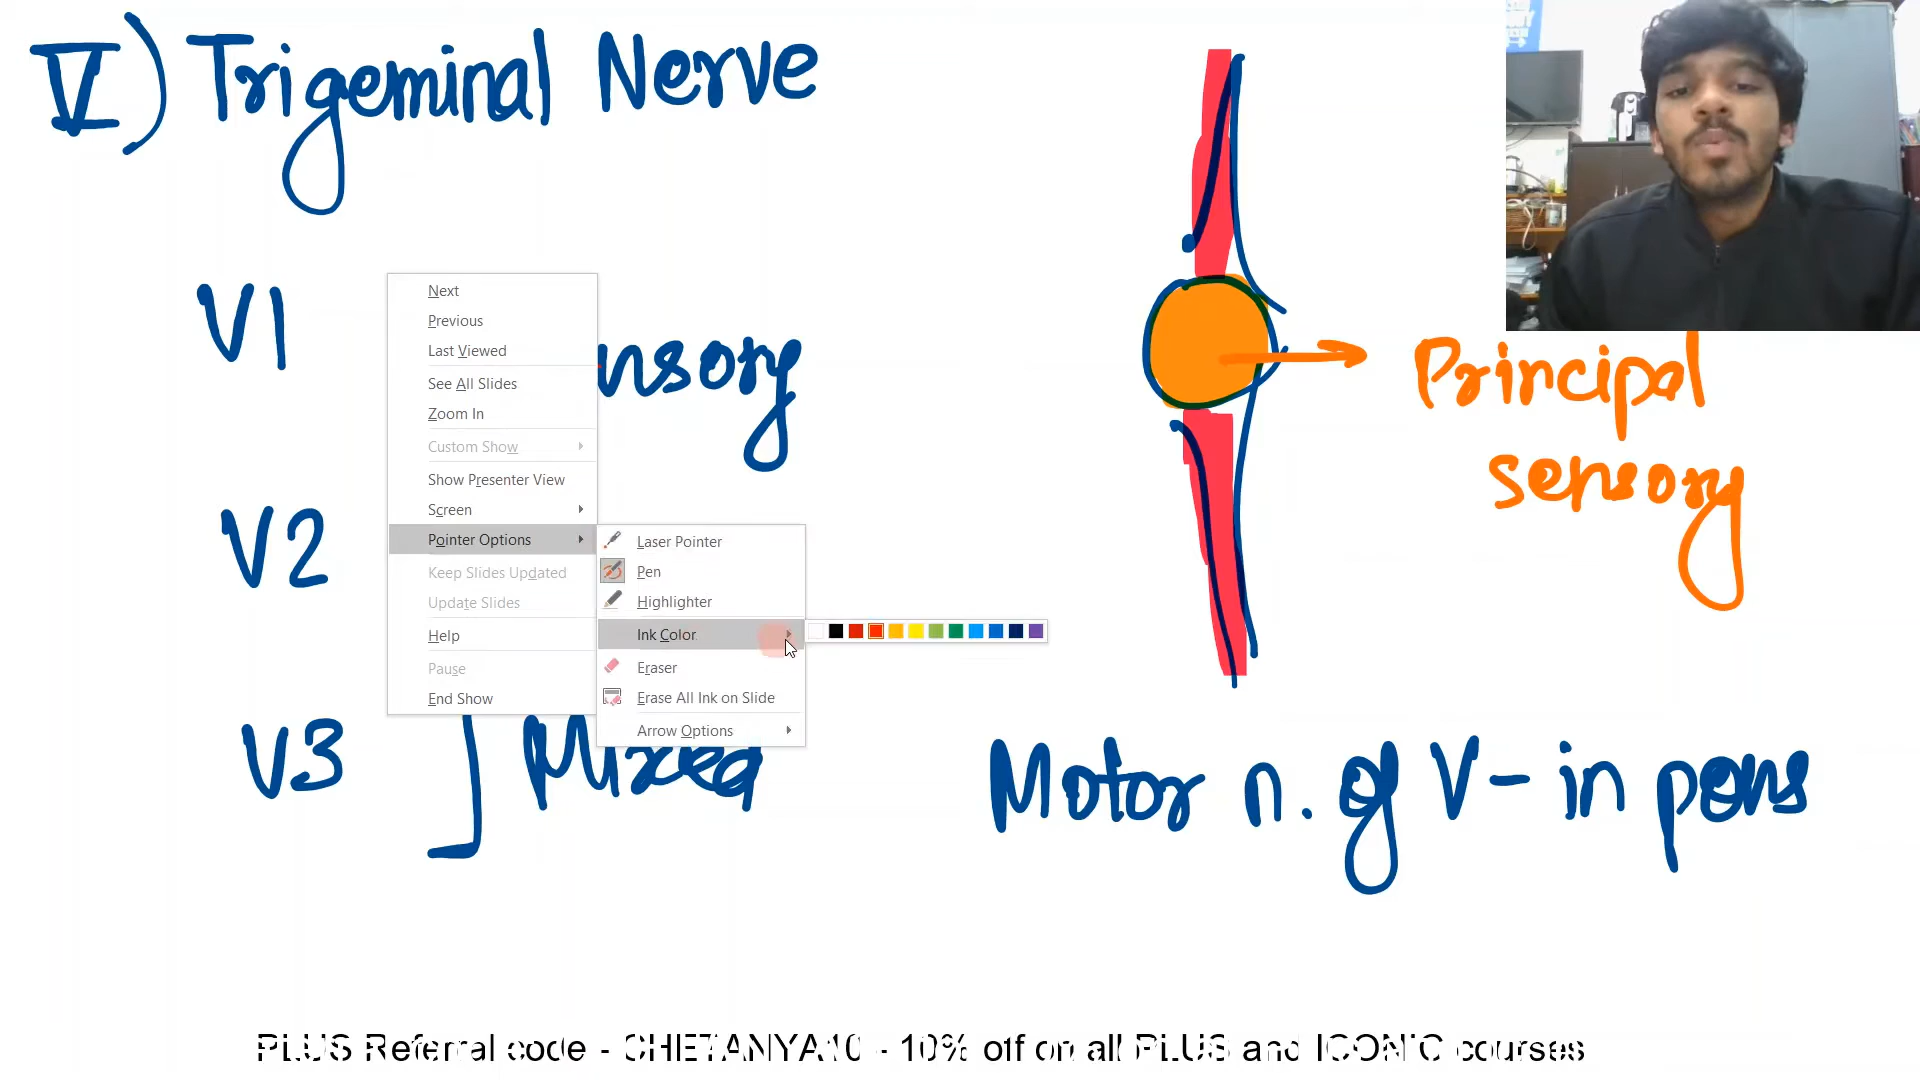 V) Trigeminal Nerve
V1
nsory
V2
V3 ] Mixed
Principal
sensory
Motor n. of V - in pons
Next
Previous
Last Viewed
See All Slides
Zoom In
Custom Show
Show Presenter View
Screen
Pointer Options
Keep Slides Updated
Update Slides
Help
Pause
End Show
Laser Pointer
Pen
Highlighter
Ink Color
Eraser
Erase All Ink on Slide
Arrow Options
PLUS Referral code - CHETANYA10 - 10% off on all PLUS and ICONIC courses